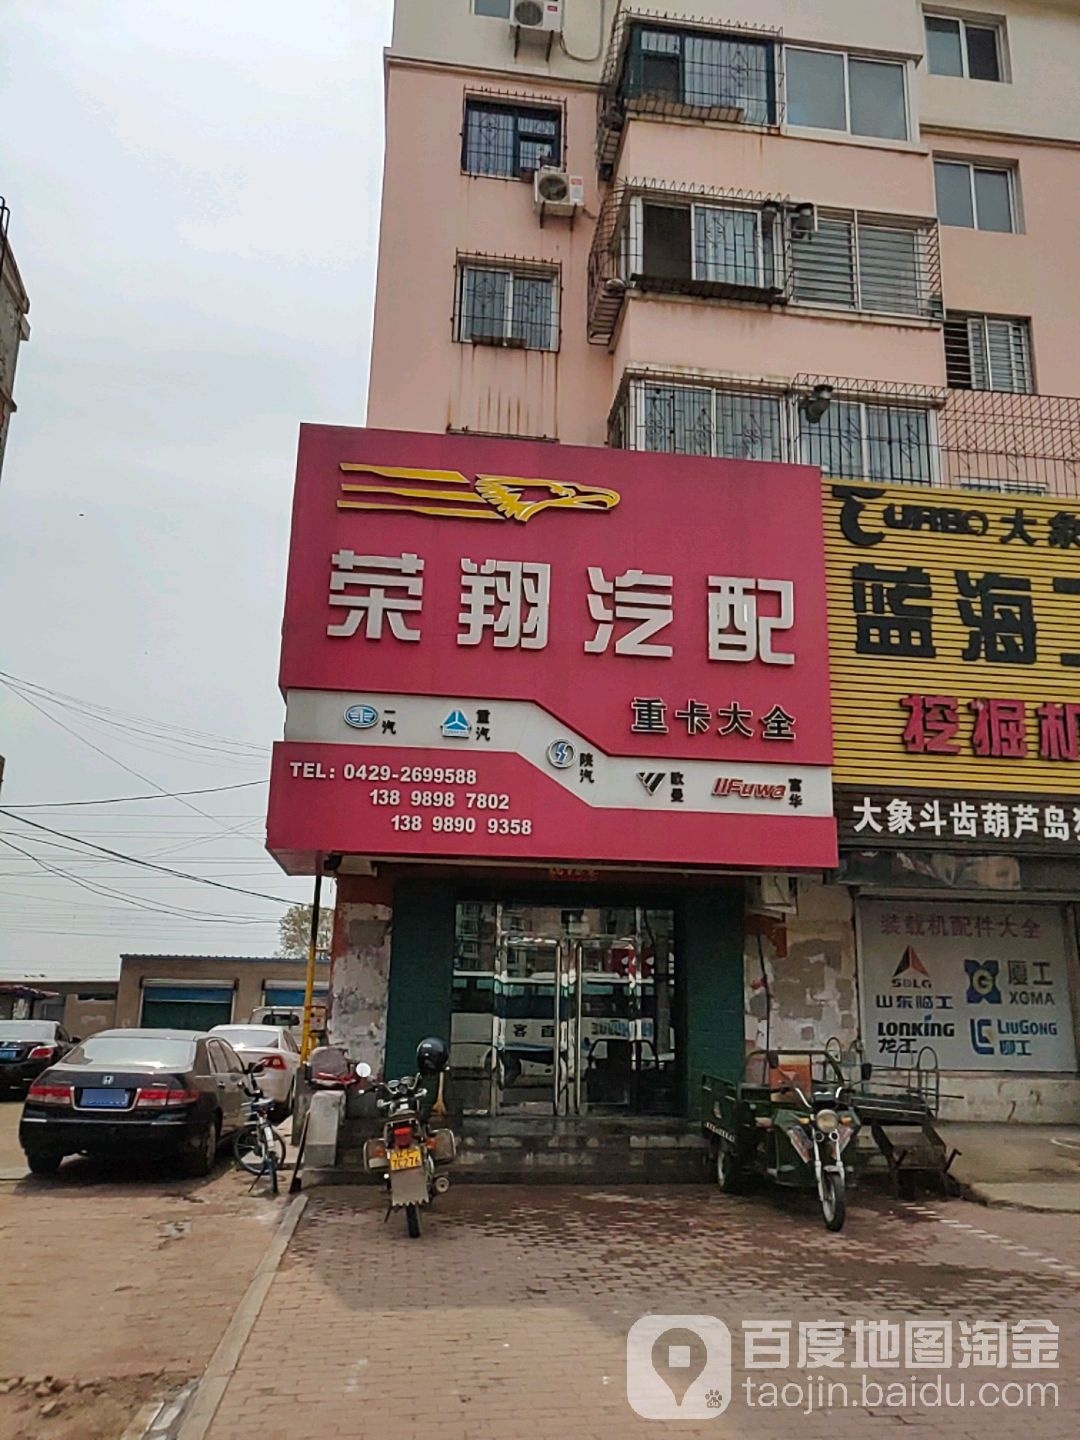 荣翔汽配
重卡大全
一汽
重汽
陕汽
欧曼
Fuwa 富华
TEL: 0429-2699588
138 9898 7802
138 9890 9358
TURBO 大象
蓝海工
挖掘机
大象斗齿葫芦岛
装载机配件大全
SDLG
山东临工
厦工
XGMA
LONKING
龙工
LiuGong
柳工
百度地图淘金
taojin.baidu.com